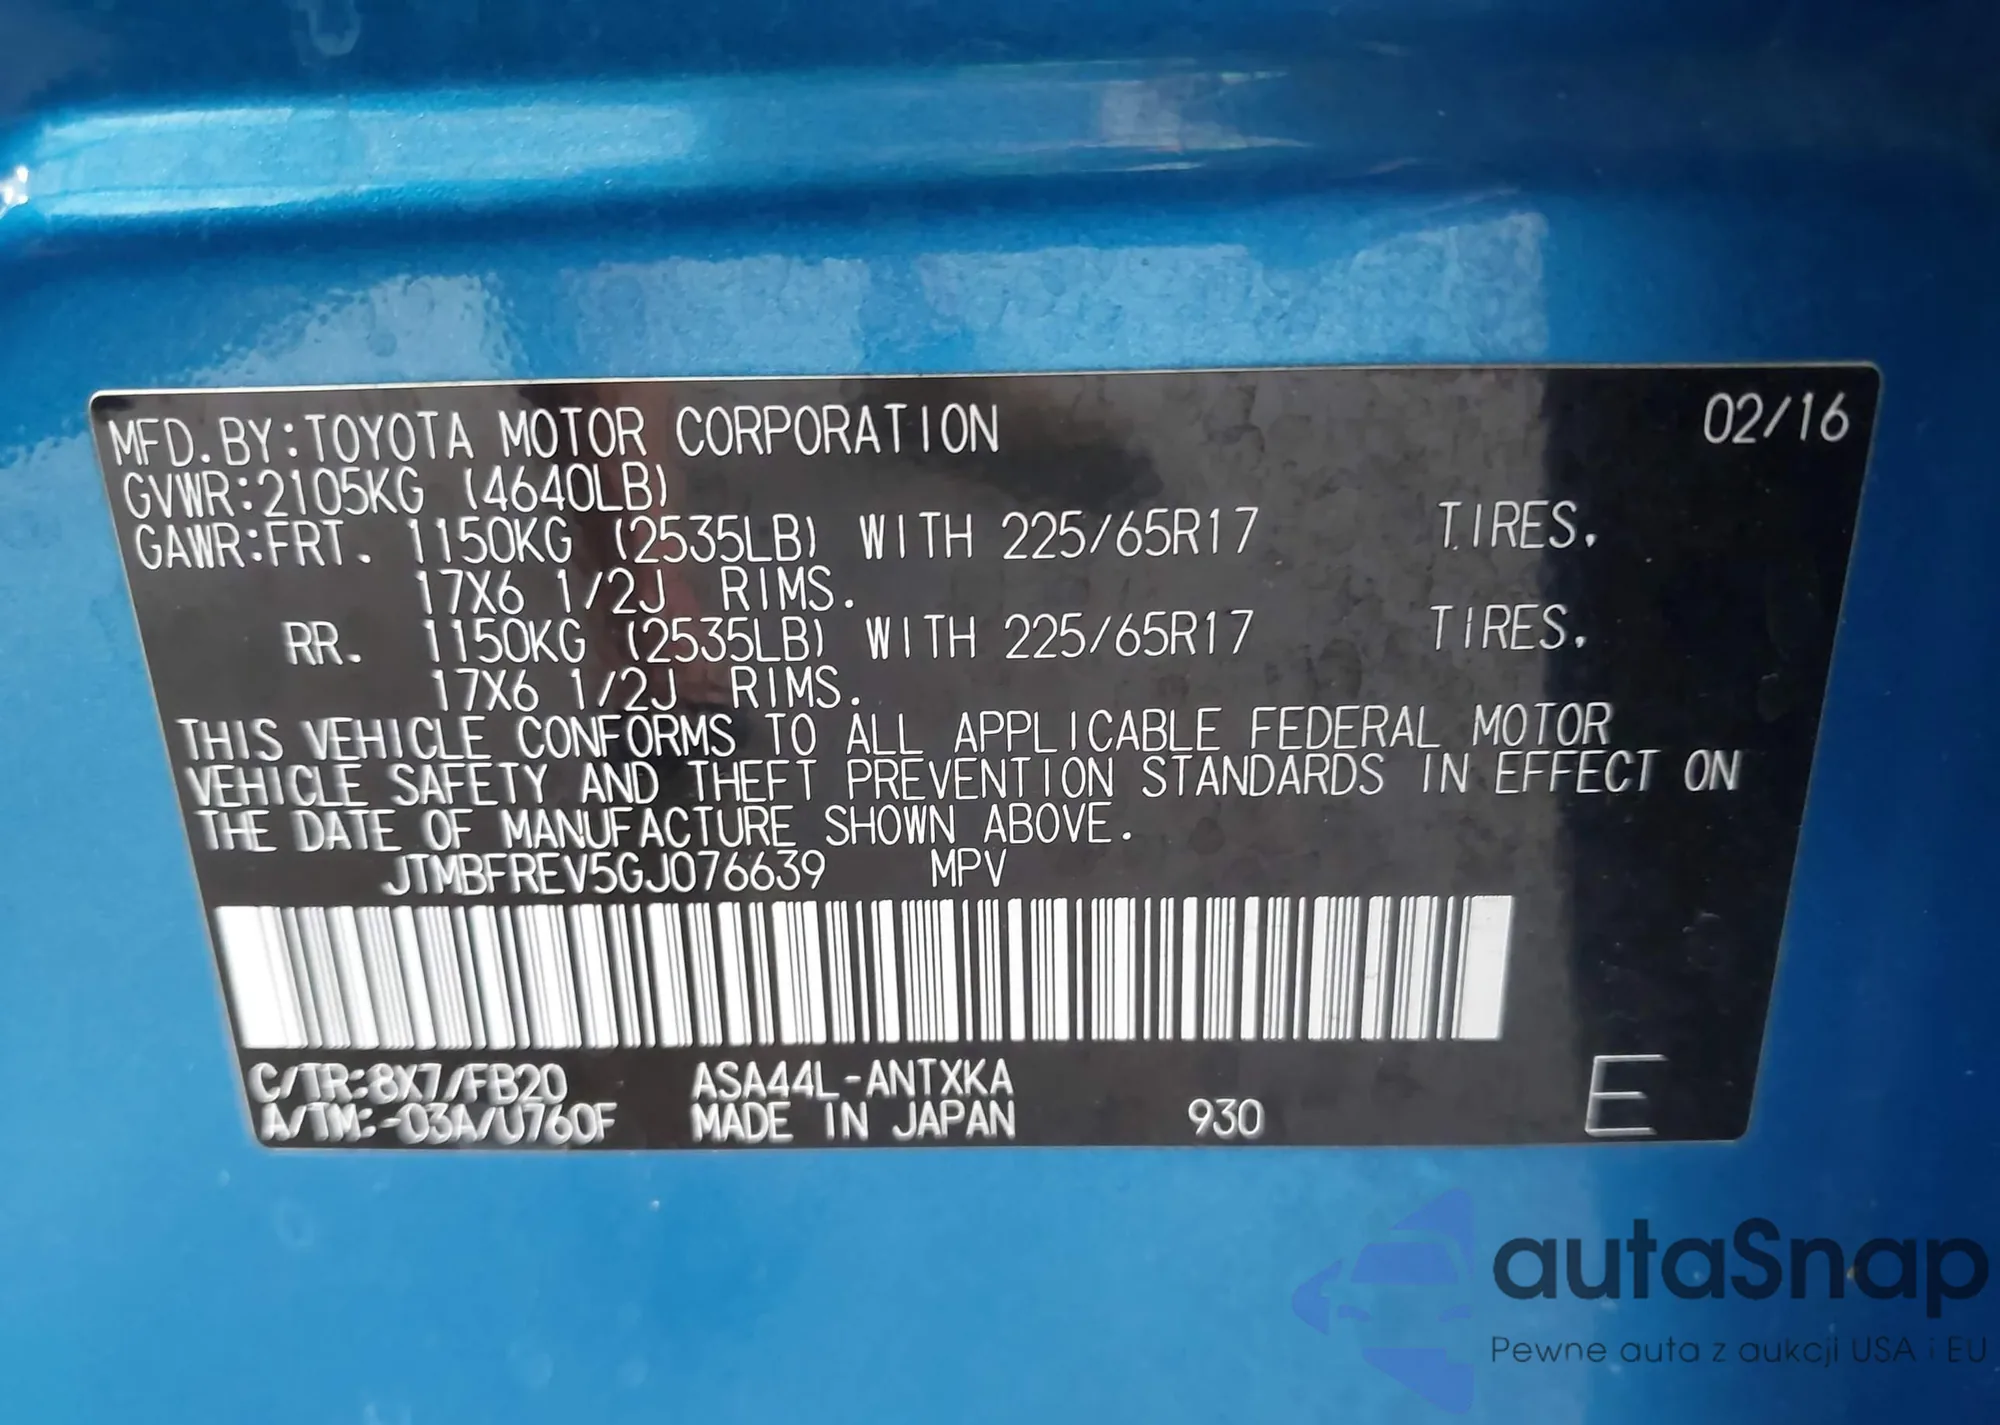 MFD.BY:TOYOTA MOTOR CORPORATION 02/16
GVWR:2105KG (4640LB)
GAWR:FRT. 1150KG (2535LB) WITH 225/65R17 TIRES.
17X6 1/2J RIMS.
RR. 1150KG (2535LB) WITH 225/65R17 TIRES.
17X6 1/2J RIMS.
THIS VEHICLE CONFORMS TO ALL APPLICABLE FEDERAL MOTOR
VEHICLE SAFETY AND THEFT PREVENTION STANDARDS IN EFFECT ON
THE DATE OF MANUFACTURE SHOWN ABOVE.
JTMBFREV5GJ076639 MPV
C/TR:8X7/FB20 ASA44L-ANTXKA
A/TM:-03A/U760F MADE IN JAPAN 930 E
autaSnap
Pewne auta z aukcji USA i EU